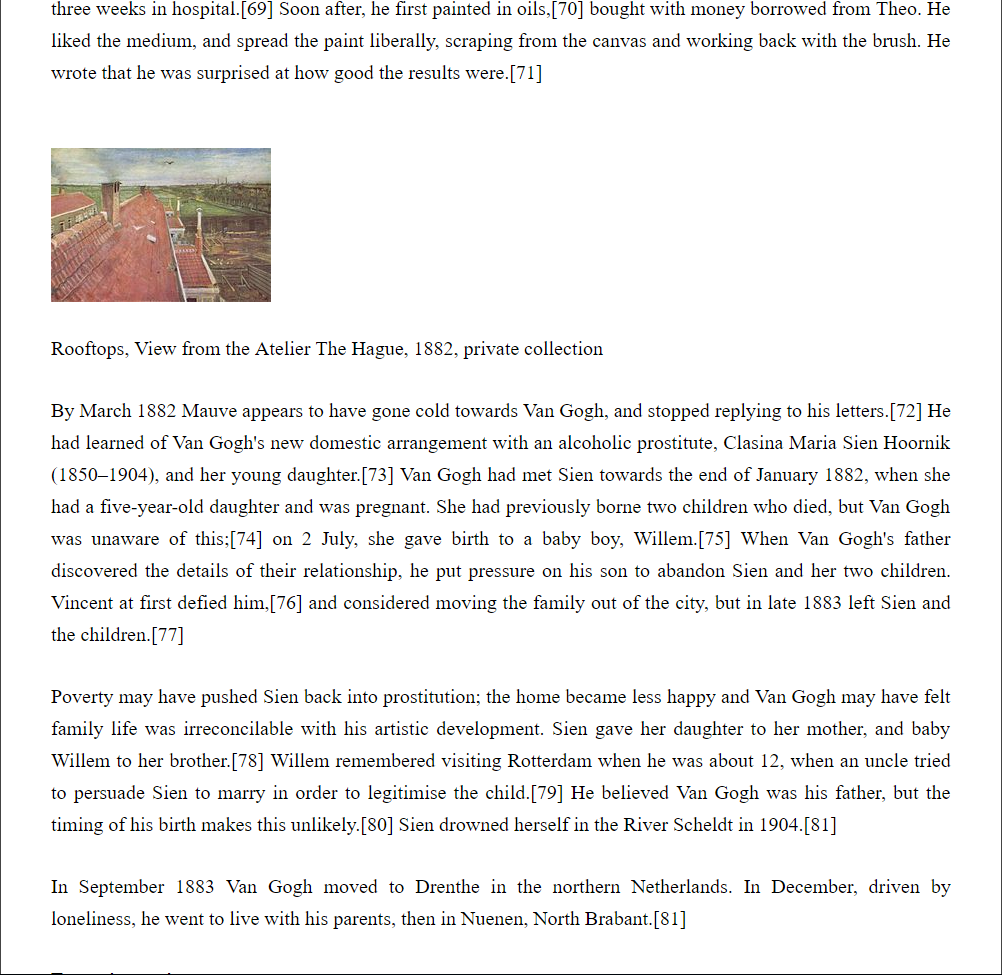 three weeks in hospital.[69] Soon after, he first painted in oils,[70] bought with money borrowed from Theo. He
liked the medium, and spread the paint liberally, scraping from the canvas and working back with the brush. He
wrote that he was surprised at how good the results were.[71]
Rooftops, View from the Atelier The Hague, 1882, private collection
By March 1882 Mauve appears to have gone cold towards Van Gogh, and stopped replying to his letters.[72] He
had learned of Van Gogh's new domestic arrangement with an alcoholic prostitute, Clasina Maria Sien Hoornik
(1850–1904), and her young daughter.[73] Van Gogh had met Sien towards the end of January 1882, when she
had a five-year-old daughter and was pregnant. She had previously borne two children who died, but Van Gogh
was unaware of this;[74] on 2 July, she gave birth to a baby boy, Willem.[75] When Van Gogh's father
discovered the details of their relationship, he put pressure on his son to abandon Sien and her two children.
Vincent at first defied him,[76] and considered moving the family out of the city, but in late 1883 left Sien and
the children.[77]
Poverty may have pushed Sien back into prostitution; the home became less happy and Van Gogh may have felt
family life was irreconcilable with his artistic development. Sien gave her daughter to her mother, and baby
Willem to her brother.[78] Willem remembered visiting Rotterdam when he was about 12, when an uncle tried
to persuade Sien to marry in order to legitimise the child.[79] He believed Van Gogh was his father, but the
timing of his birth makes this unlikely.[80] Sien drowned herself in the River Scheldt in 1904.[81]
In September 1883 Van Gogh moved to Drenthe in the northern Netherlands. In December, driven by
loneliness, he went to live with his parents, then in Nuenen, North Brabant.[81]